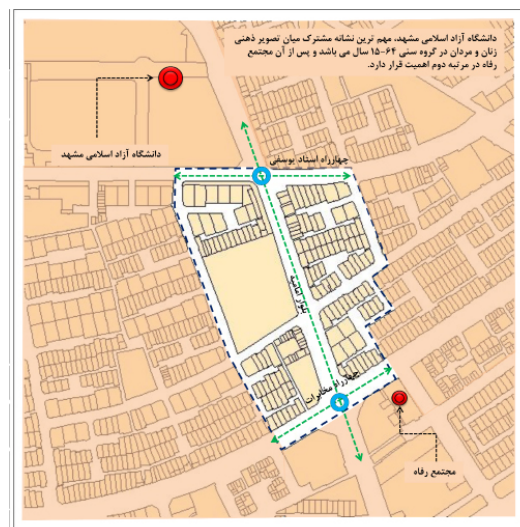 دانشگاه آزاد اسلامی مشهد، مهم ترین نشانه مشترک میان تصویر ذهنی
زنان و مردان در گروه سنی ۶۴-۱۵ سال می باشد و پس از آن مجتمع
رفاه در مرتبه دوم اهمیت قرار دارد.
دانشگاه آزاد اسلامی مشهد
چهارراه استاد یوسفی
بلوار امامیه
چهارراه مخابرات
مجتمع رفاه